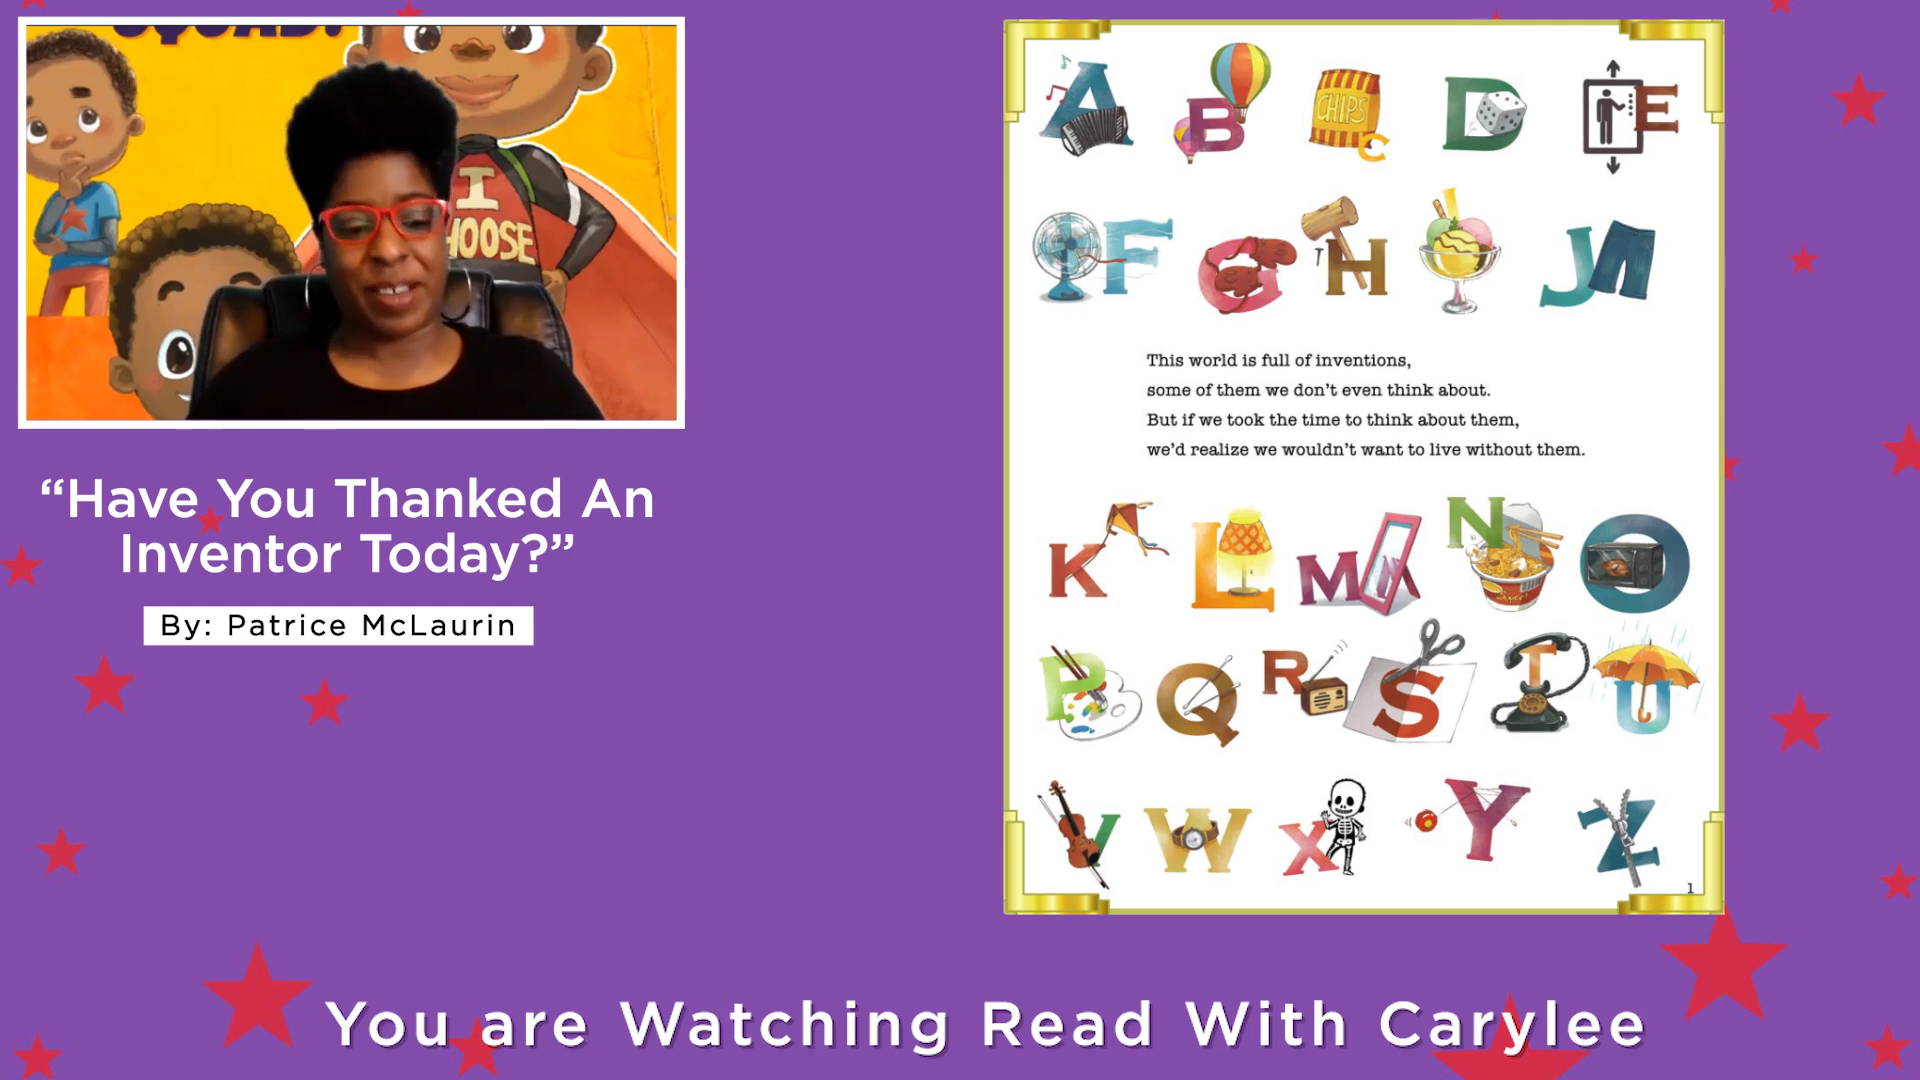 SQUAD!
I
CHOOSE
“Have You Thanked An
Inventor Today?”
By: Patrice McLaurin
A B CHIPS C D E
F G H I J
This world is full of inventions,
some of them we don’t even think about.
But if we took the time to think about them,
we’d realize we wouldn’t want to live without them.
K L M N O
P Q R S T U
V W X Y Z
1
You are Watching Read With Carylee